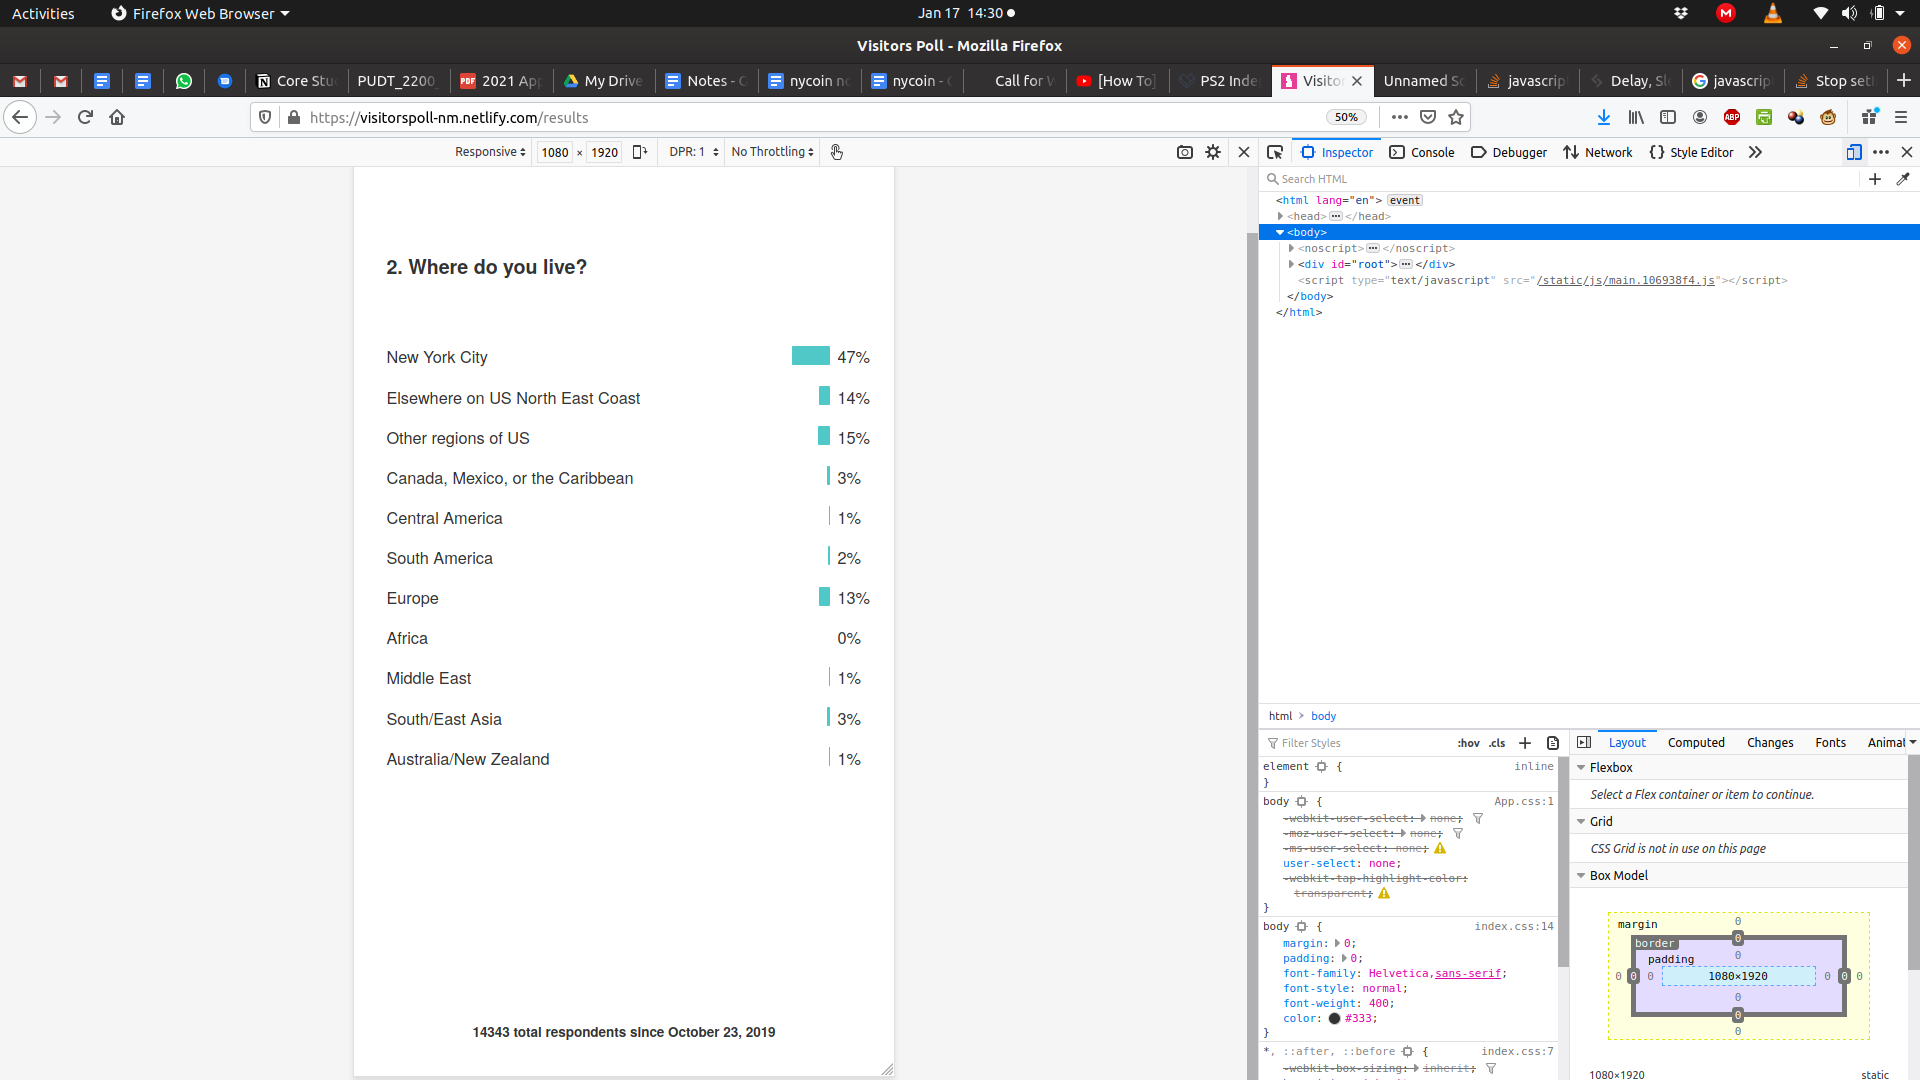 Activities
Firefox Web Browser
Jan 17 14:30
M
Visitors Poll - Mozilla Firefox
Core Stu
PUDT_2200
PDF 2021 Ap
My Drive
Notes - G
nycoin no
nycoin - G
Call for V
[How To]
PS2 Inde
Visitor
Unnamed Sc
javascrip
Delay, Sle
javascrip
Stop set
https://visitorspoll-nm.netlify.com/results
50%
ABP
Responsive
1080 × 1920
DPR: 1
No Throttling
Inspector
Console
Debugger
Network
Style Editor
Search HTML
<html lang="en"> event
<head> </head>
<body>
<noscript> </noscript>
<div id="root"> </div>
<script type="text/javascript" src="/static/js/main.106938f4.js"></script>
</body>
</html>
2. Where do you live?
New York City 47%
Elsewhere on US North East Coast 14%
Other regions of US 15%
Canada, Mexico, or the Caribbean 3%
Central America 1%
South America 2%
Europe 13%
Africa 0%
Middle East 1%
South/East Asia 3%
Australia/New Zealand 1%
14343 total respondents since October 23, 2019
html > body
Filter Styles
:hov .cls
element { inline
}
body { App.css:1
-webkit-user-select: none;
-moz-user-select: none;
-ms-user-select: none;
user-select: none;
-webkit-tap-highlight-color:
transparent;
}
body { index.css:14
margin: 0;
padding: 0;
font-family: Helvetica,sans-serif;
font-style: normal;
font-weight: 400;
color: #333;
}
*, ::after, ::before { index.css:7
-webkit-box-sizing: inherit;
Layout
Computed
Changes
Fonts
Animat
Flexbox
Select a Flex container or item to continue.
Grid
CSS Grid is not in use on this page
Box Model
margin
0
border
0
padding
0
0 0 0 1080×1920 0 0 0
0
0
0
1080×1920 static